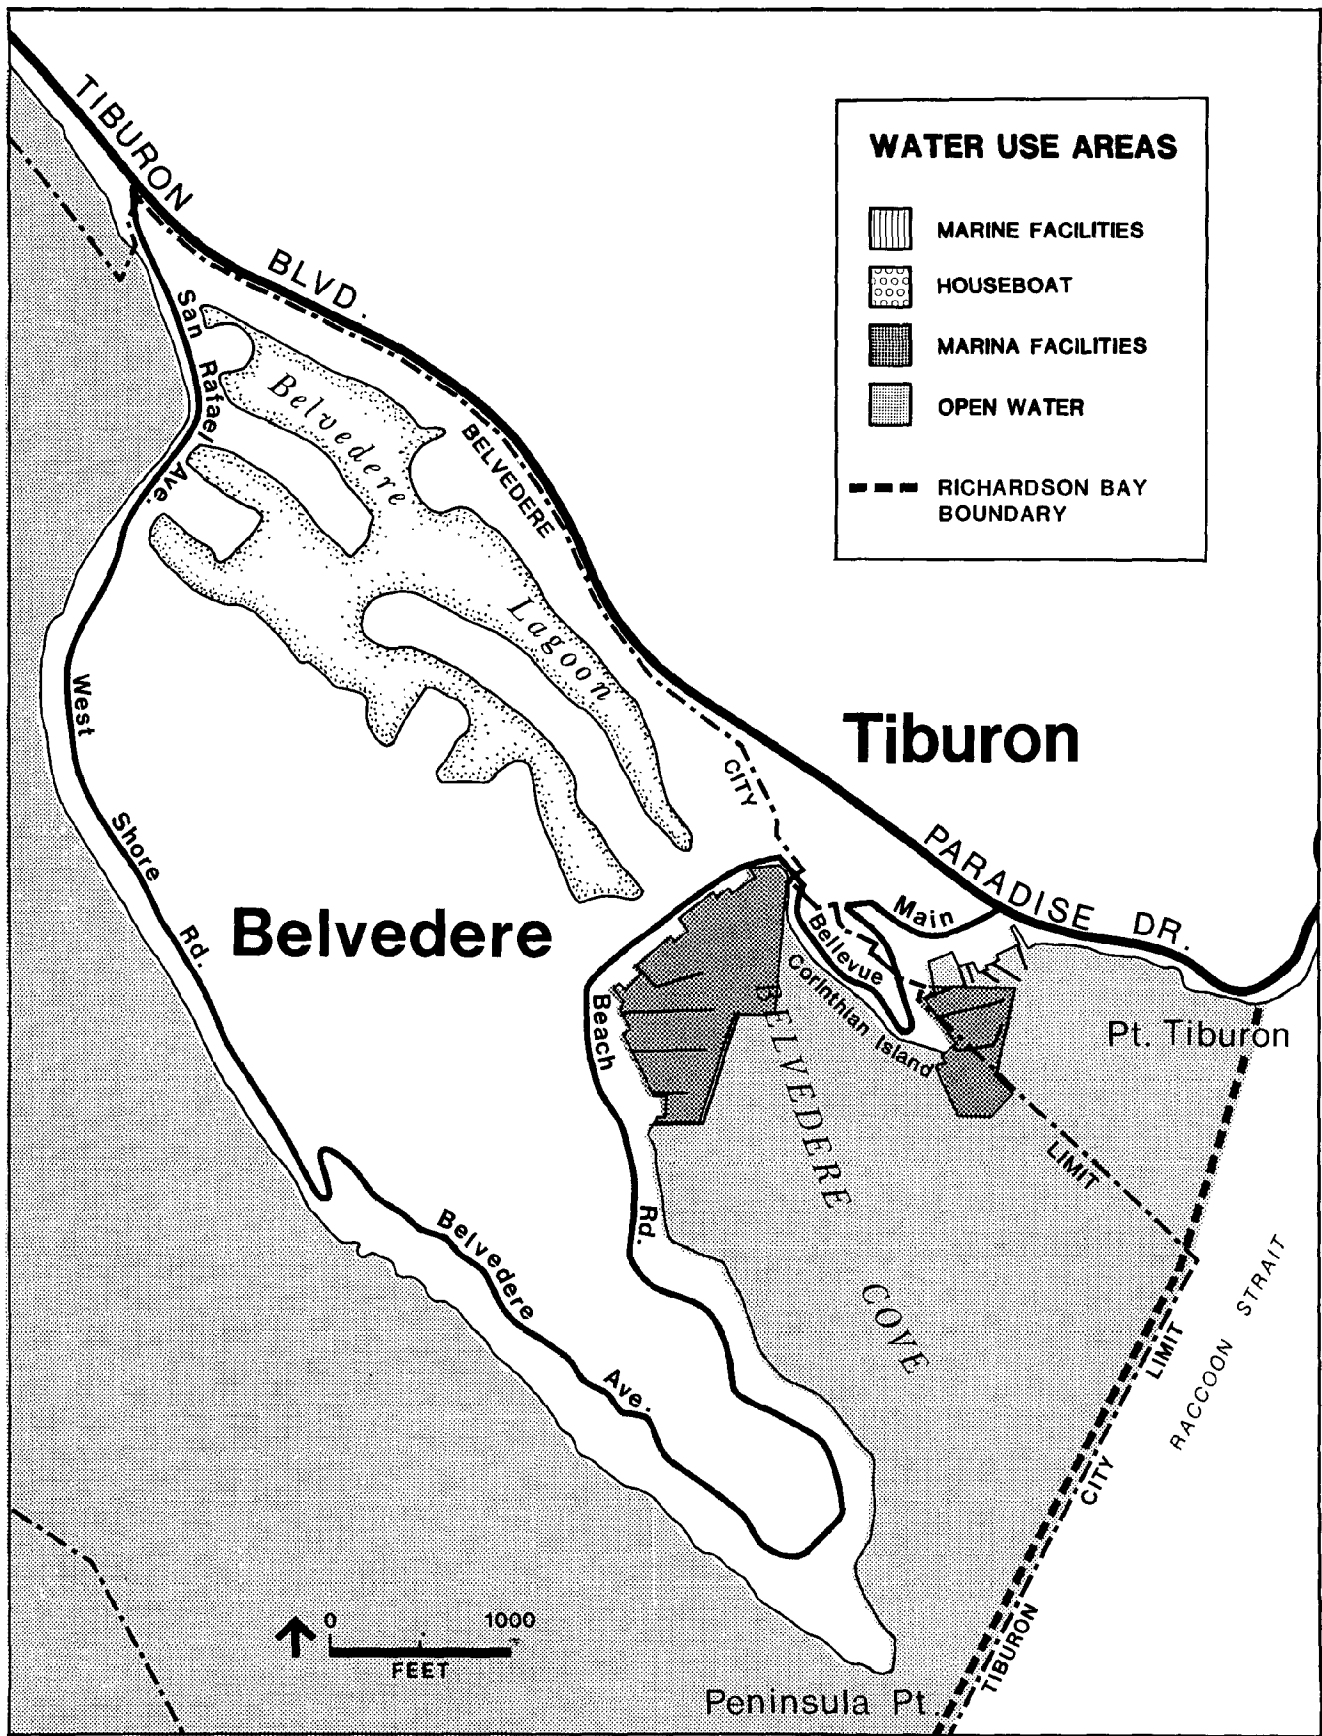 TIBURON
BLVD.
WATER USE AREAS
MARINE FACILITIES
HOUSEBOAT
MARINA FACILITIES
OPEN WATER
RICHARDSON BAY
BOUNDARY
San Rafael Ave.
Belvedere
Lagoon
BELVEDERE
CITY
LIMIT
West Shore Rd.
Tiburon
PARADISE DR.
Main
Belvedere
Bellevue
Corinthian Island
Beach Rd.
BELVEDERE
COVE
Pt. Tiburon
Belvedere Ave.
RACCOON STRAIT
TIBURON CITY LIMIT
0 1000
FEET
Peninsula Pt.